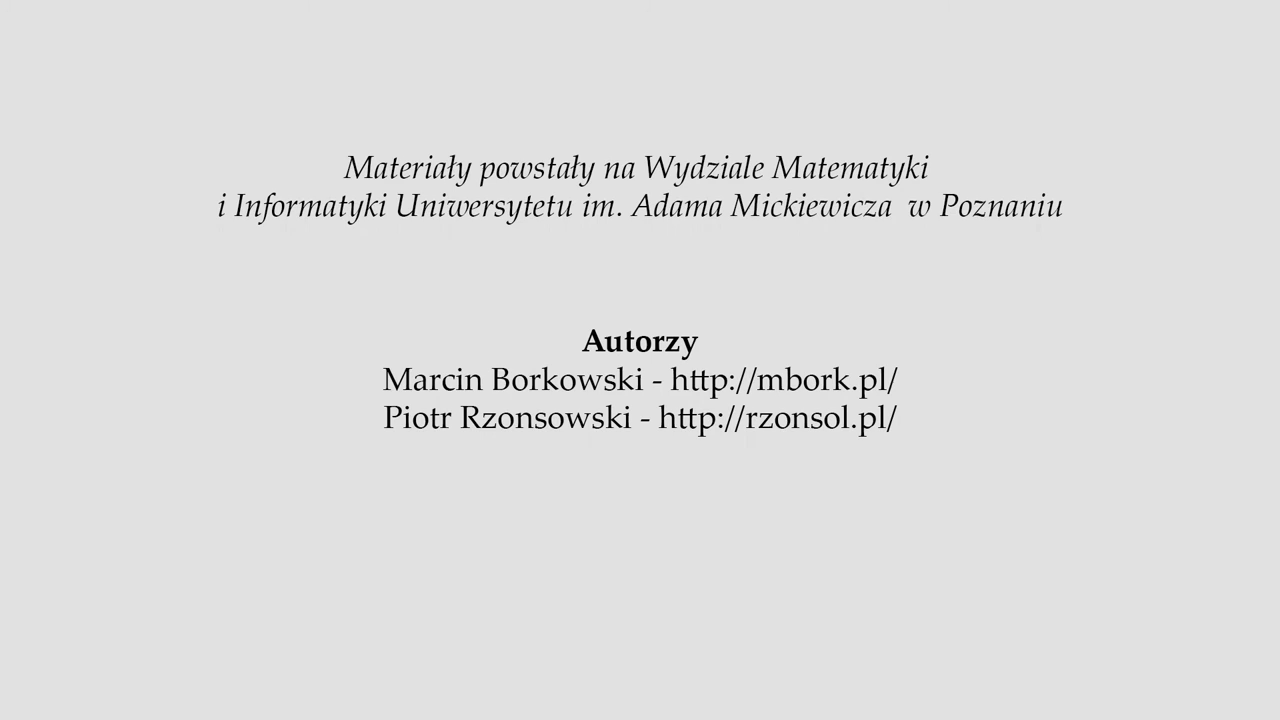 Materiały powstały na Wydziale Matematyki
i Informatyki Uniwersytetu im. Adama Mickiewicza w Poznaniu
Autorzy
Marcin Borkowski - http://mbork.pl/
Piotr Rzonsowski - http://rzonsol.pl/